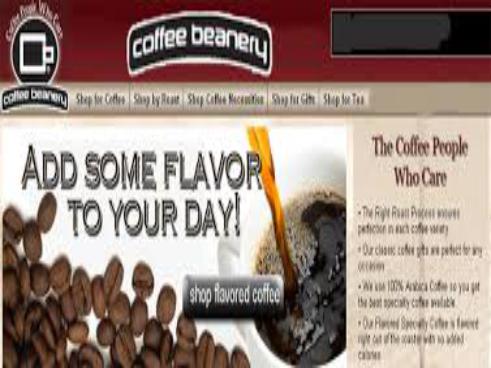 Coffee People Who Care
coffee beanery
coffee beanery
Shop for Coffee Shop by Roast Shop Coffee Necessities Shop for Gifts Shop for Tea
ADD SOME FLAVOR
TO YOUR DAY!
shop flavored coffee
The Coffee People
Who Care
• The Right Roast Process ensures
perfection in each coffee variety
• Our classic coffee gifts are perfect for any
occasion
• We use 100% Arabica Coffee so you get
the best specialty coffee available.
• Our Flavored Specialty Coffee is flavored
right out of the roaster with no added
calories